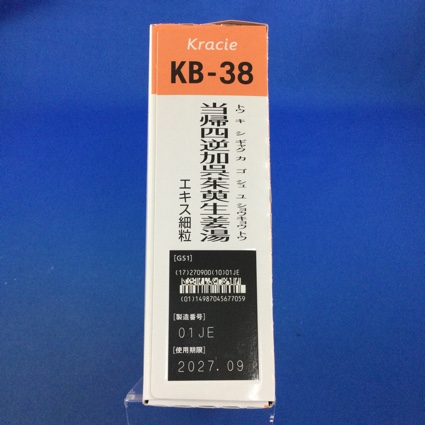 Kracie
KB-38
当帰四逆加呉茱萸生姜湯
トウキシギャクカゴシュユショウキョウトウ
エキス細粒
[GS1]
(17)270900(10)01JE
(01)14987045677059
[製造番号]
01JE
[使用期限]
2027.09